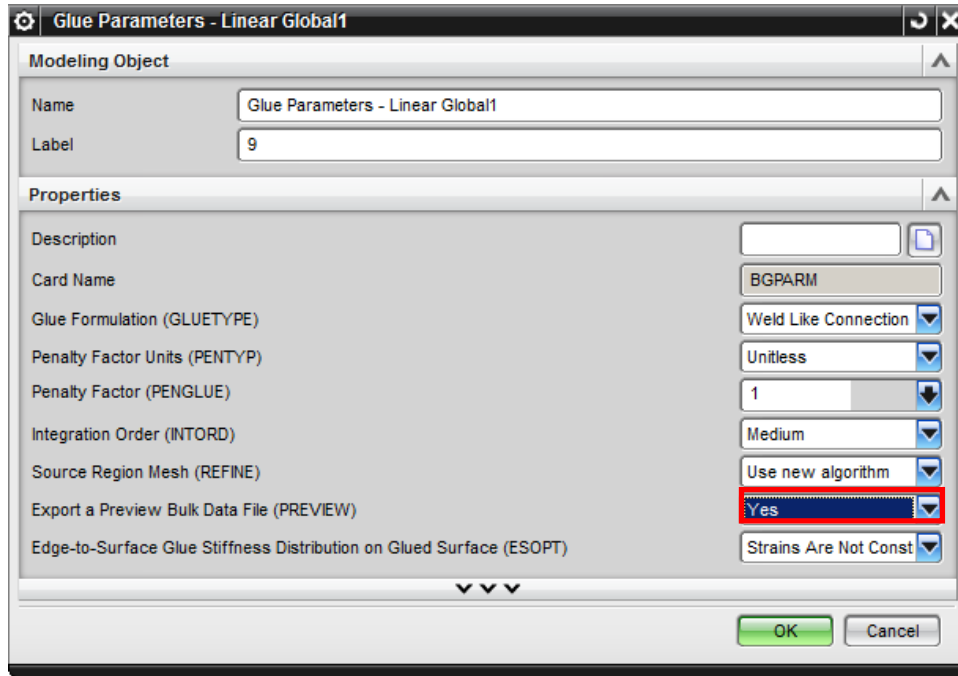 Glue Parameters - Linear Global1
Modeling Object
Name Glue Parameters - Linear Global1
Label 9
Properties
Description
Card Name BGPARM
Glue Formulation (GLUETYPE) Weld Like Connection
Penalty Factor Units (PENTYP) Unitless
Penalty Factor (PENGLUE) 1
Integration Order (INTORD) Medium
Source Region Mesh (REFINE) Use new algorithm
Export a Preview Bulk Data File (PREVIEW) Yes
Edge-to-Surface Glue Stiffness Distribution on Glued Surface (ESOPT) Strains Are Not Const
OK Cancel